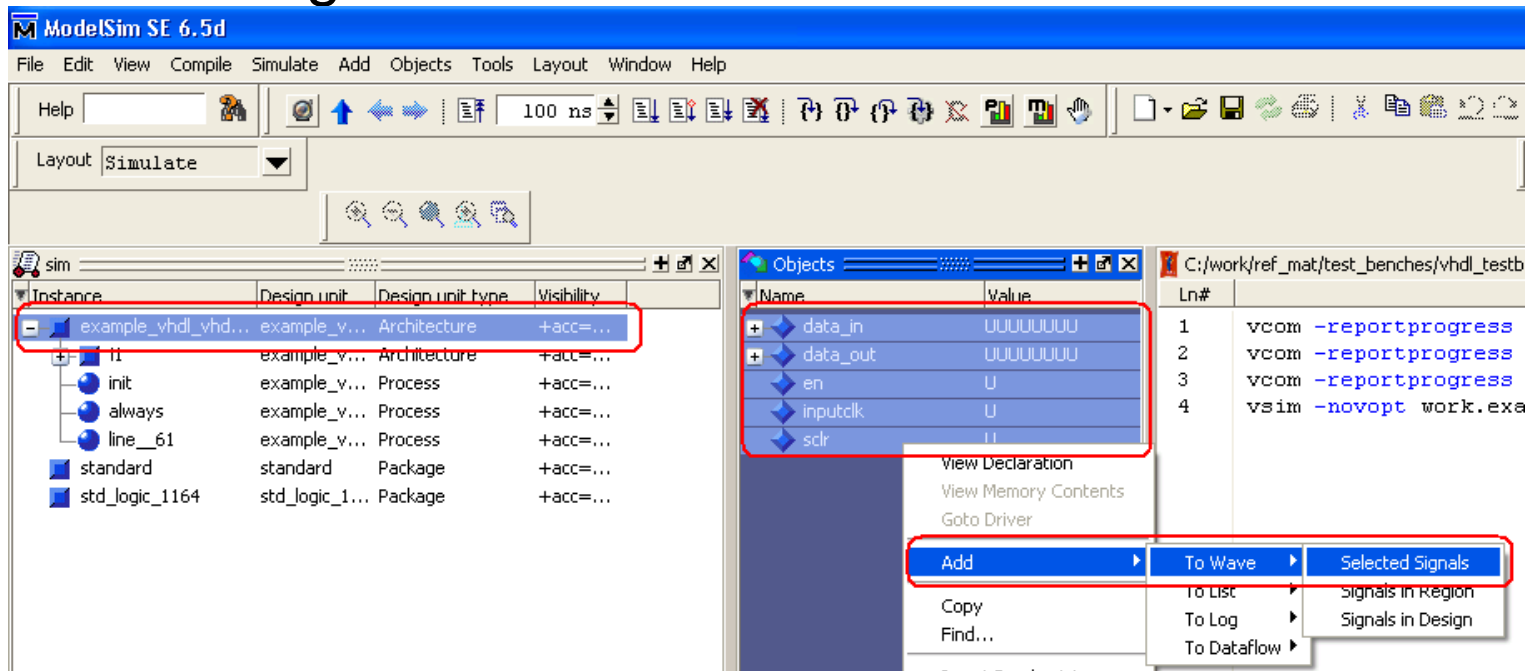 ModelSim SE 6.5d
File Edit View Compile Simulate Add Objects Tools Layout Window Help
Help 100 ns
Layout Simulate
sim
Instance Design unit Design unit type Visibility
example_vhdl_vhd... example_v... Architecture +acc=...
i1 example_v... Architecture +acc=...
init example_v... Process +acc=...
always example_v... Process +acc=...
line__61 example_v... Process +acc=...
standard standard Package +acc=...
std_logic_1164 std_logic_1... Package +acc=...
Objects
Name Value
data_in UUUUUUUU
data_out UUUUUUUU
en U
inputclk U
sclr U
View Declaration
View Memory Contents
Goto Driver
Add
Copy
Find...
To Wave
To List
To Log
To Dataflow
Selected Signals
Signals in Region
Signals in Design
C:/work/ref_mat/test_benches/vhdl_testb
Ln#
1 vcom -reportprogress
2 vcom -reportprogress
3 vcom -reportprogress
4 vsim -novopt work.exa